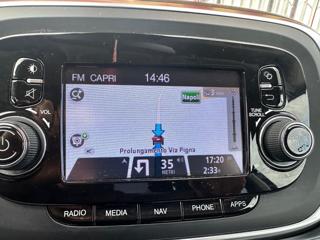 FM CAPRI 14:46
Napoli
VOL
TUNE
SCROLL
Prolungamento Via Pigna
35
METRI
17:20
2:33
RADIO MEDIA NAV PHONE APPS